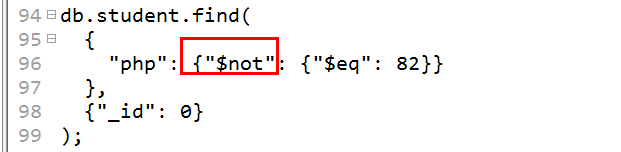 94 db.student.find(
95   {
96     "php": {"$not": {"$eq": 82}}
97   },
98   {"_id": 0}
99 );